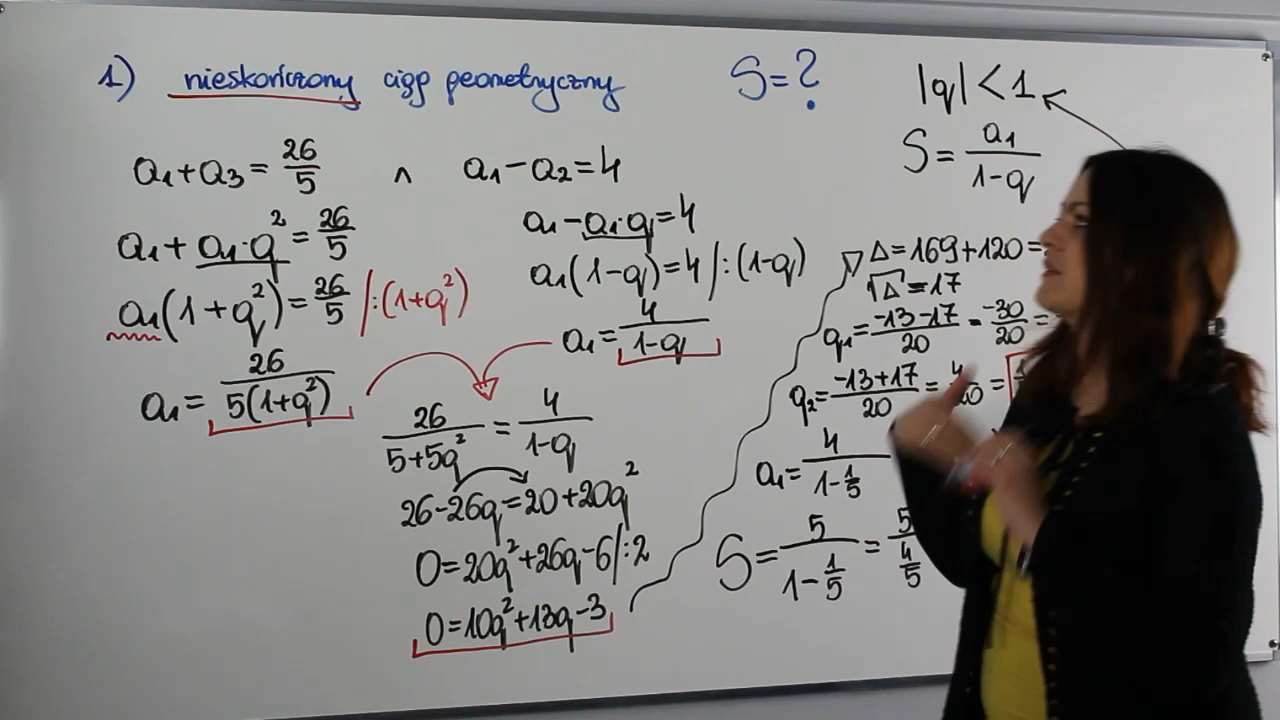 1) nieskończony ciąg geometryczny S=?
|q| < 1
S = a₁/(1-q)
a₁+a₃ = 26/5 ∧ a₁-a₂=4
a₁ + a₁·q² = 26/5
a₁(1+q²) = 26/5 /:(1+q²)
a₁ = 26/(5(1+q²))
a₁-a₁·q=4
a₁(1-q)=4 /:(1-q)
a₁ = 4/(1-q)
26/(5+5q²) = 4/(1-q)
26-26q=20+20q²
0=20q²+26q-6 /:2
0=10q²+13q-3
Δ=169+120=
√Δ=17
q₁ = (-13-17)/20 = -30/20 =
q₂ = (-13+17)/20 = 4/20 =
a₁ = 4/(1-1/5)
S = 5/(1-1/5) = 5/(4/5)